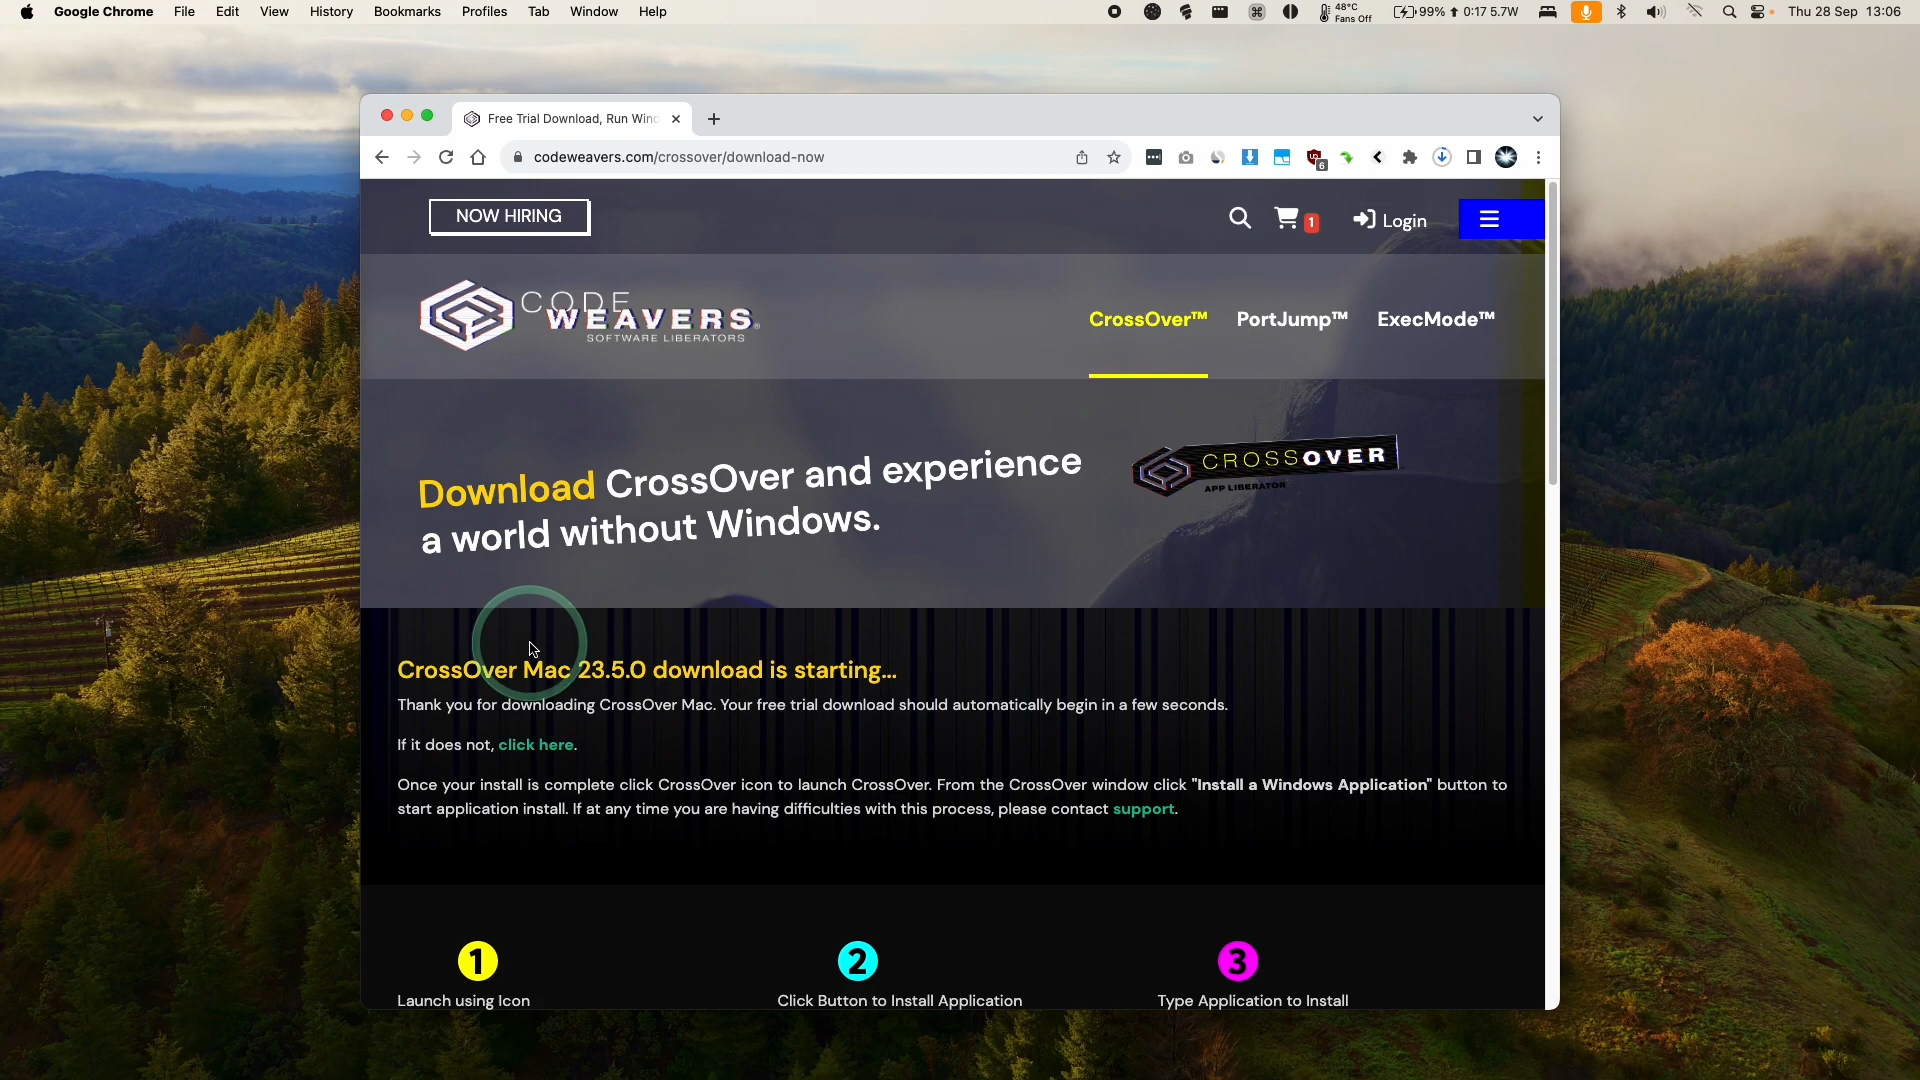 Google Chrome File Edit View History Bookmarks Profiles Tab Window Help
48°C
Fans Off
99% 0:17 5.7W
Thu 28 Sep 13:06
Free Trial Download, Run Wind
codeweavers.com/crossover/download-now
6
NOW HIRING
1
Login
CODE
WEAVERS
SOFTWARE LIBERATORS
CrossOver™ PortJump™ ExecMode™
Download CrossOver and experience
a world without Windows.
CROSSOVER
APP LIBERATOR
CrossOver Mac 23.5.0 download is starting...
Thank you for downloading CrossOver Mac. Your free trial download should automatically begin in a few seconds.
If it does not, click here.
Once your install is complete click CrossOver icon to launch CrossOver. From the CrossOver window click "Install a Windows Application" button to
start application install. If at any time you are having difficulties with this process, please contact support.
1 2 3
Launch using Icon Click Button to Install Application Type Application to Install